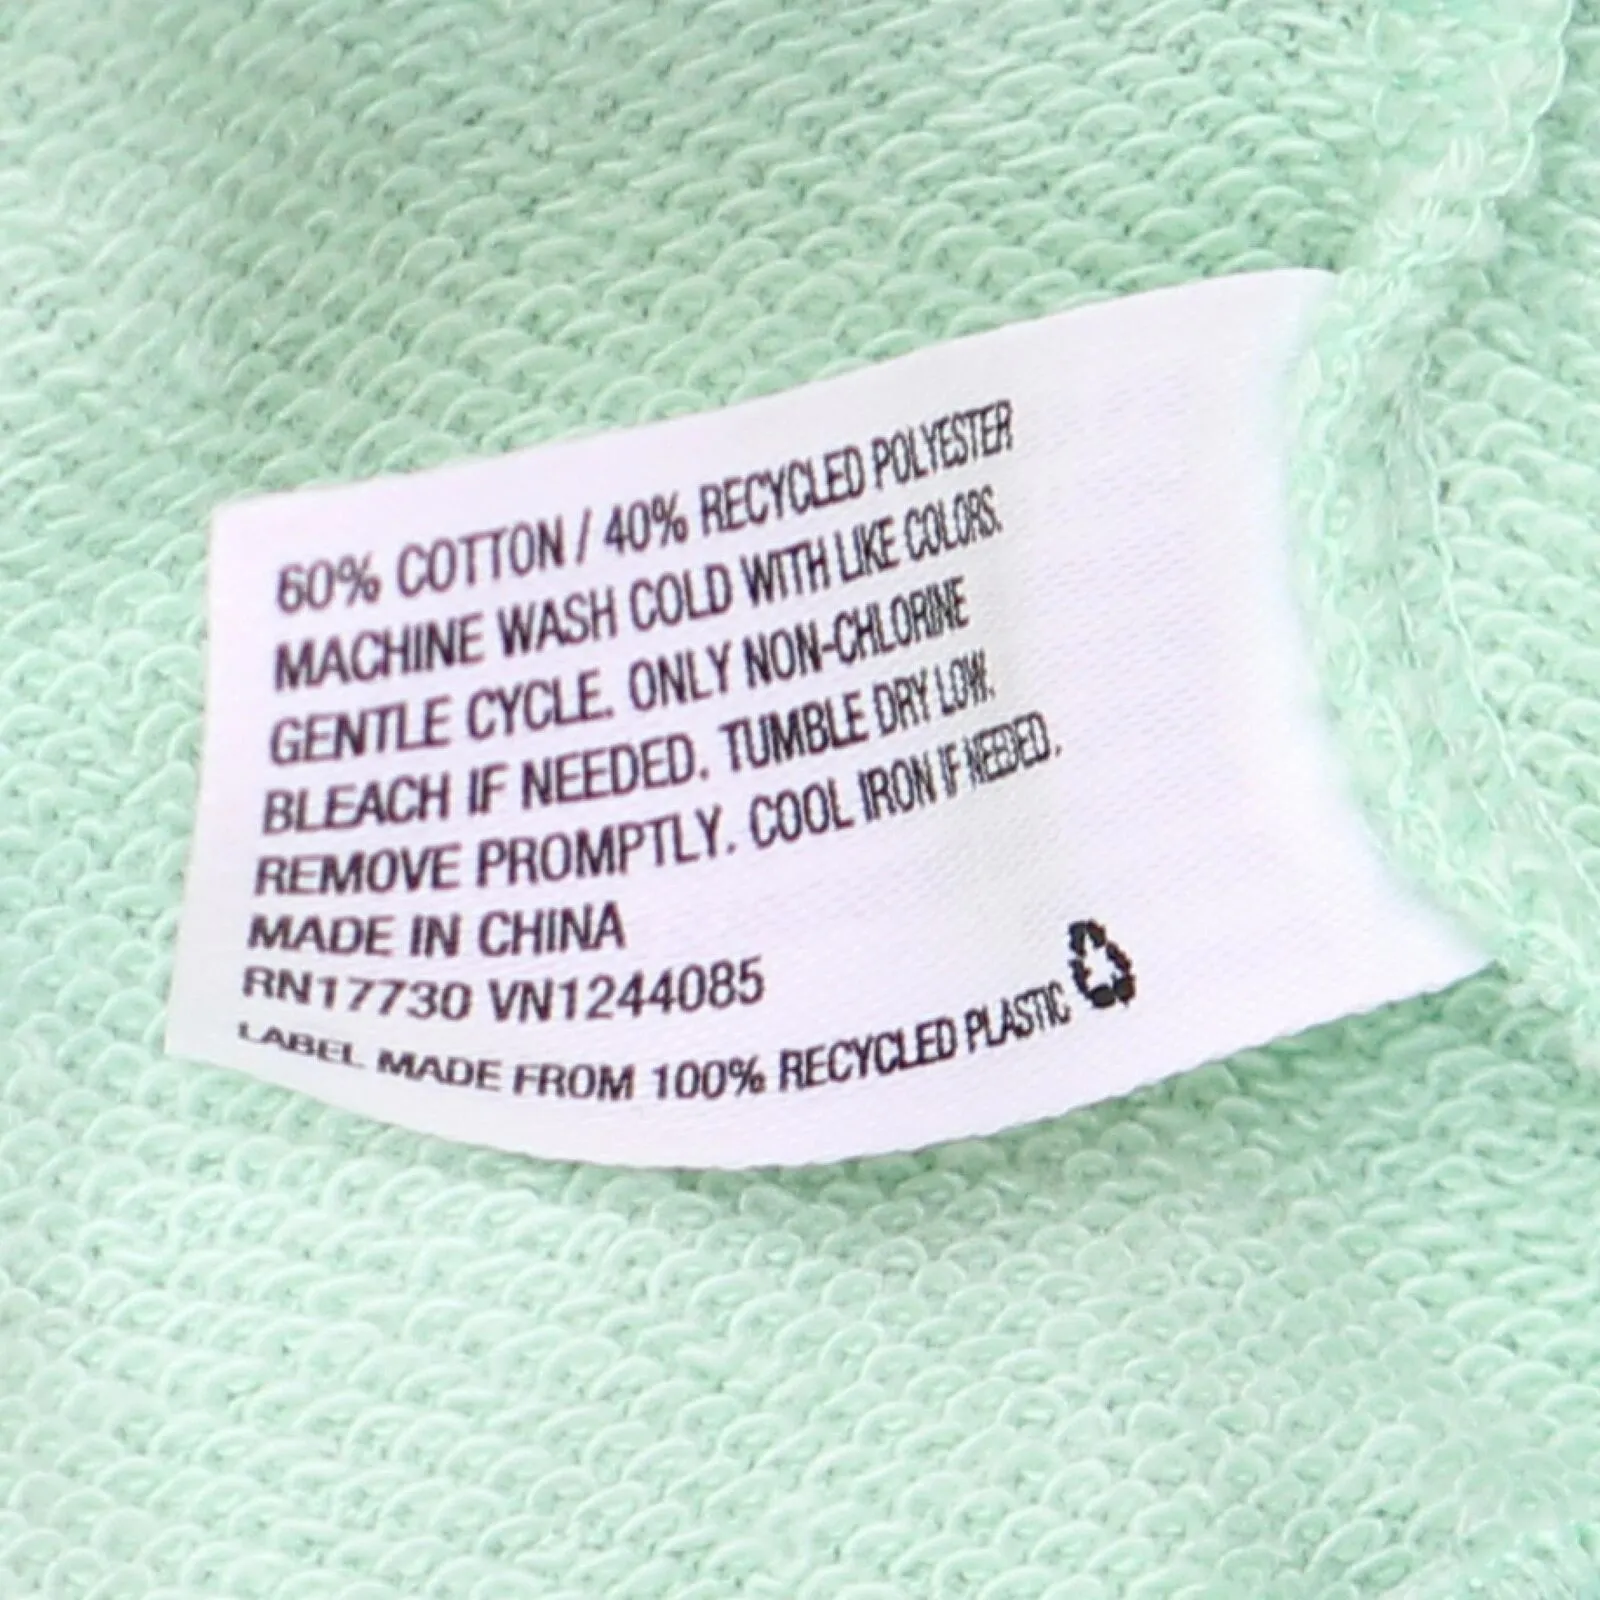 60% COTTON / 40% RECYCLED POLYESTER
MACHINE WASH COLD WITH LIKE COLORS.
GENTLE CYCLE. ONLY NON-CHLORINE
BLEACH IF NEEDED. TUMBLE DRY LOW.
REMOVE PROMPTLY. COOL IRON IF NEEDED.
MADE IN CHINA
RN17730 VN1244085
LABEL MADE FROM 100% RECYCLED PLASTIC